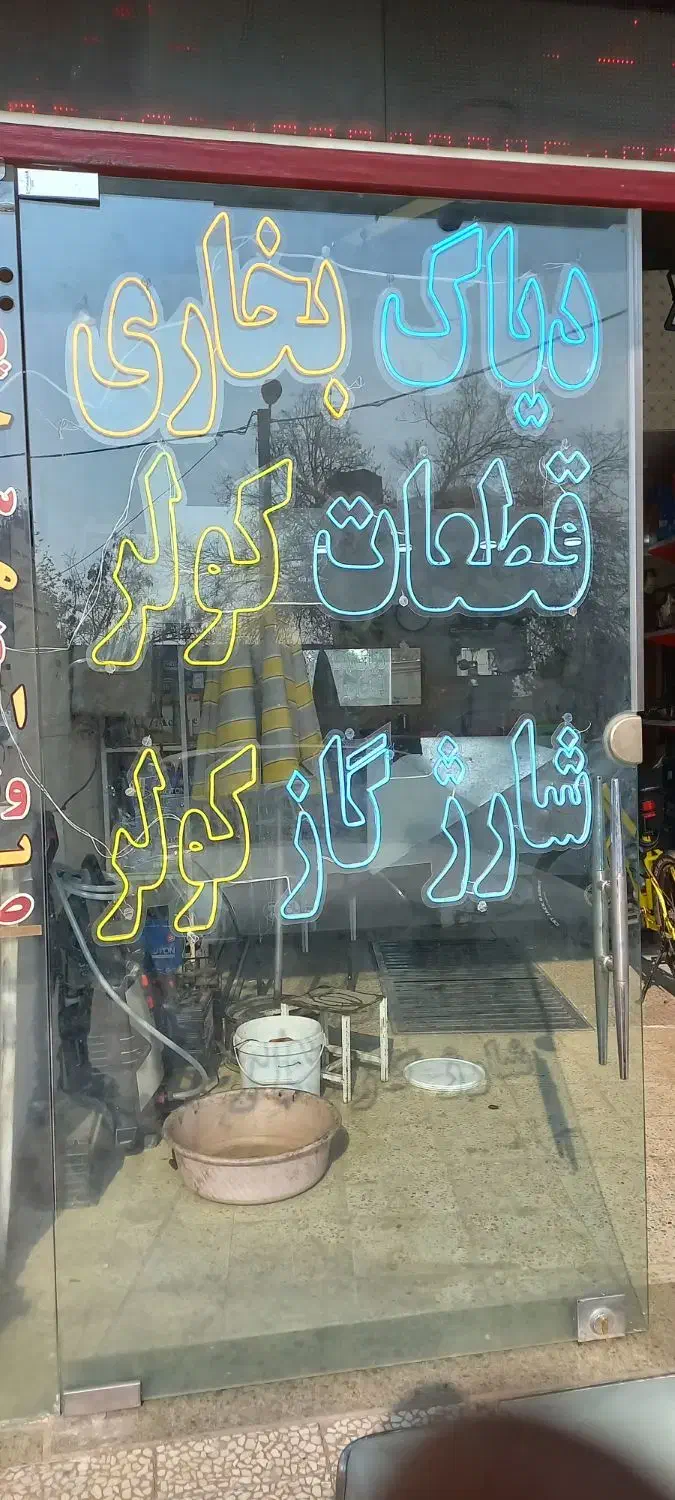 دیاک بخاری
قطعات کولر
شارژ گاز کولر